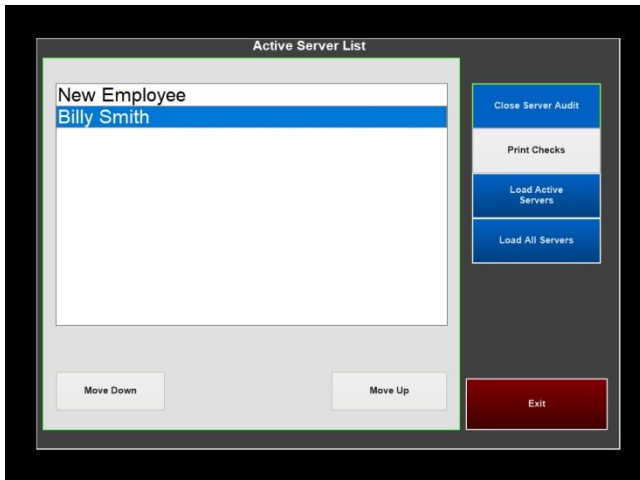 Active Server List
New Employee
Billy Smith
Close Server Audit
Print Checks
Load Active
Servers
Load All Servers
Move Down
Move Up
Exit